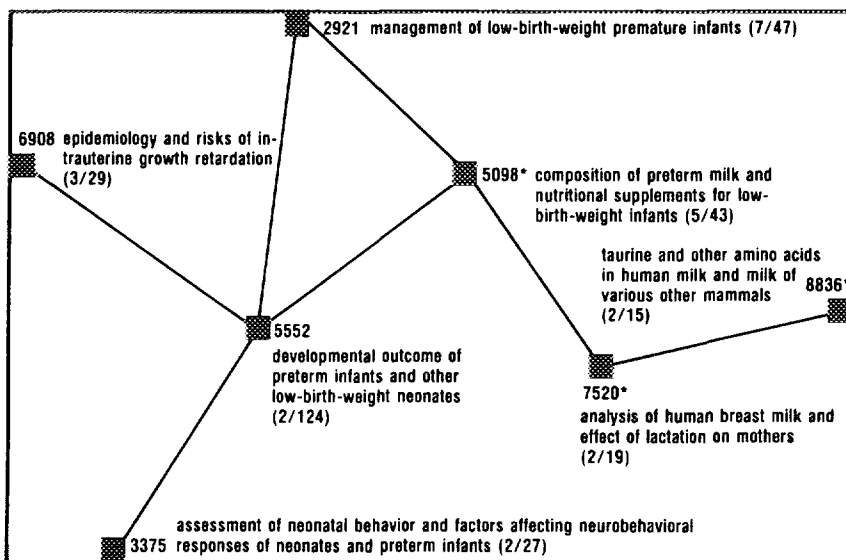 2921 management of low-birth-weight premature infants (7/47)
6908 epidemiology and risks of in-
trauterine growth retardation
(3/29)
5098* composition of preterm milk and
nutritional supplements for low-
birth-weight infants (5/43)
taurine and other amino acids
in human milk and milk of
various other mammals
(2/15)
8836*
5552
developmental outcome of
preterm infants and other
low-birth-weight neonates
(2/124)
7520*
analysis of human breast milk and
effect of lactation on mothers
(2/19)
assessment of neonatal behavior and factors affecting neurobehavioral
3375 responses of neonates and preterm infants (2/27)